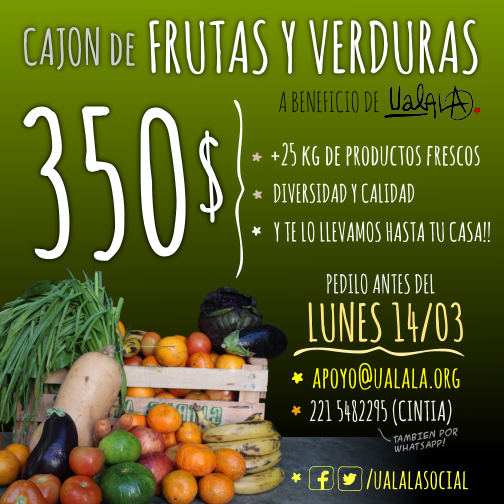 CAJON DE FRUTAS Y VERDURAS
A BENEFICIO DE UalALA
350$
+25 KG DE PRODUCTOS FRESCOS
DIVERSIDAD Y CALIDAD
Y TE LO LLEVAMOS HASTA TU CASA!!
PEDILO ANTES DEL
LUNES 14/03
APOYO@UALALA.ORG
221 5482295 (CINTIA)
TAMBIEN POR
WHATSAPP!
/UALALASOCIAL